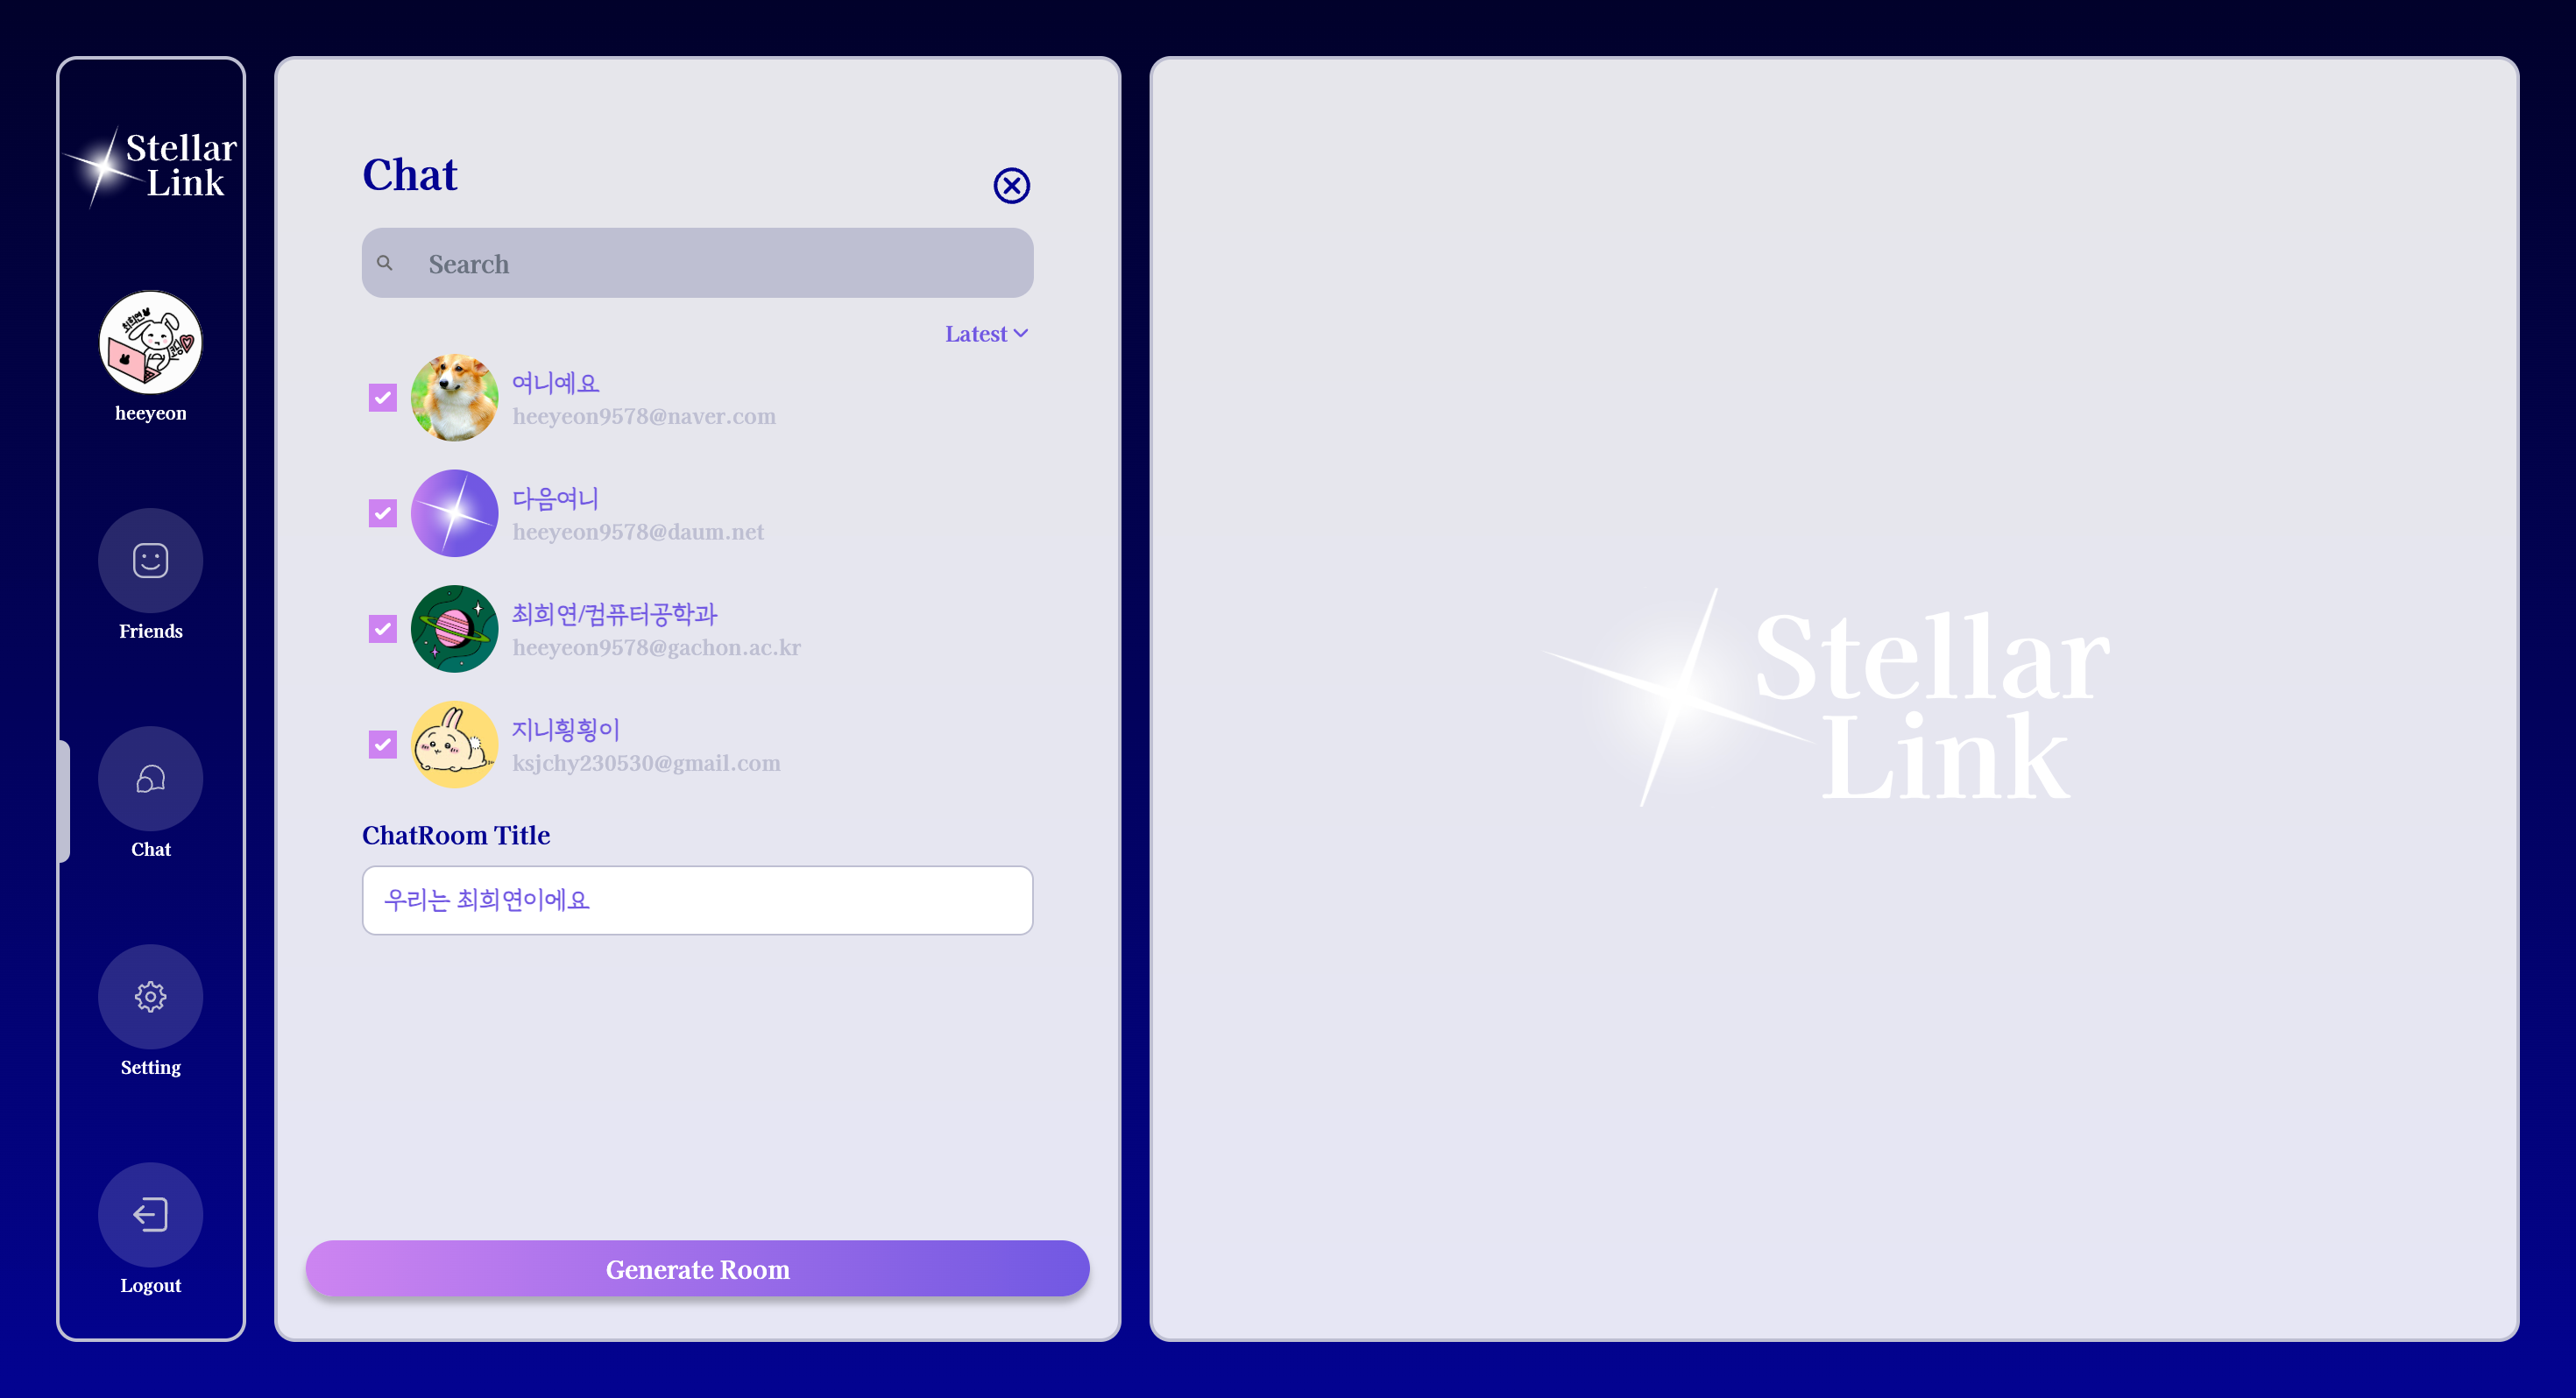 Stellar
Link
최희연
heeyeon
Friends
Chat
Setting
Logout
Chat
Search
Latest
여니예요
heeyeon9578@naver.com
다음여니
heeyeon9578@daum.net
최희연/컴퓨터공학과
heeyeon9578@gachon.ac.kr
지니횡횡이
ksjchy230530@gmail.com
ChatRoom Title
우리는 최희연이에요
Generate Room
Stellar
Link